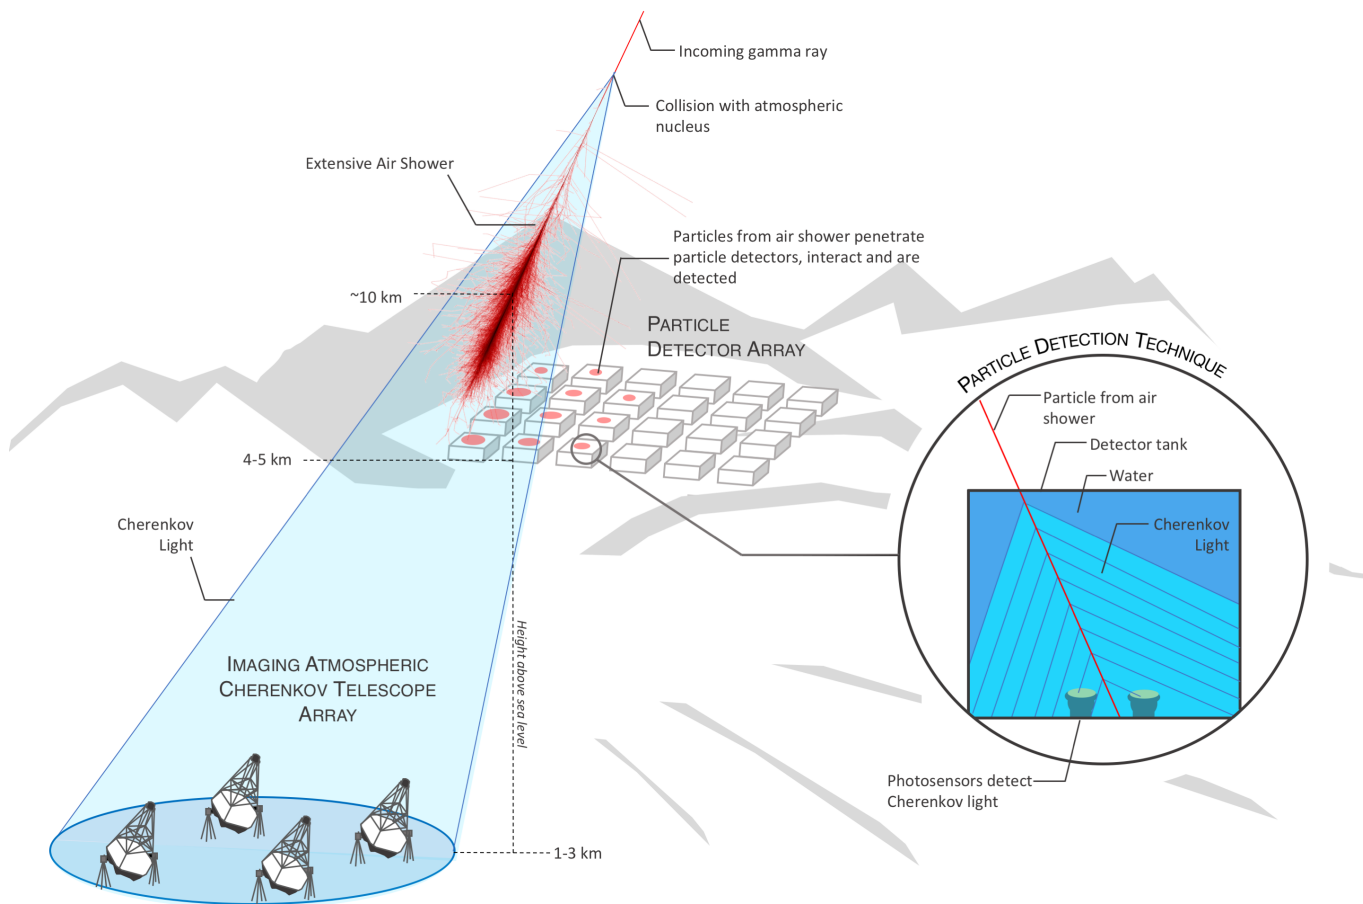 Incoming gamma ray
Collision with atmospheric
nucleus
Extensive Air Shower
Particles from air shower penetrate
particle detectors, interact and are
detected
~10 km
PARTICLE
DETECTOR ARRAY
PARTICLE DETECTION TECHNIQUE
Particle from air
shower
Detector tank
Water
Cherenkov
Light
4-5 km
Cherenkov
Light
Height above sea level
IMAGING ATMOSPHERIC
CHERENKOV TELESCOPE
ARRAY
Photosensors detect
Cherenkov light
1-3 km